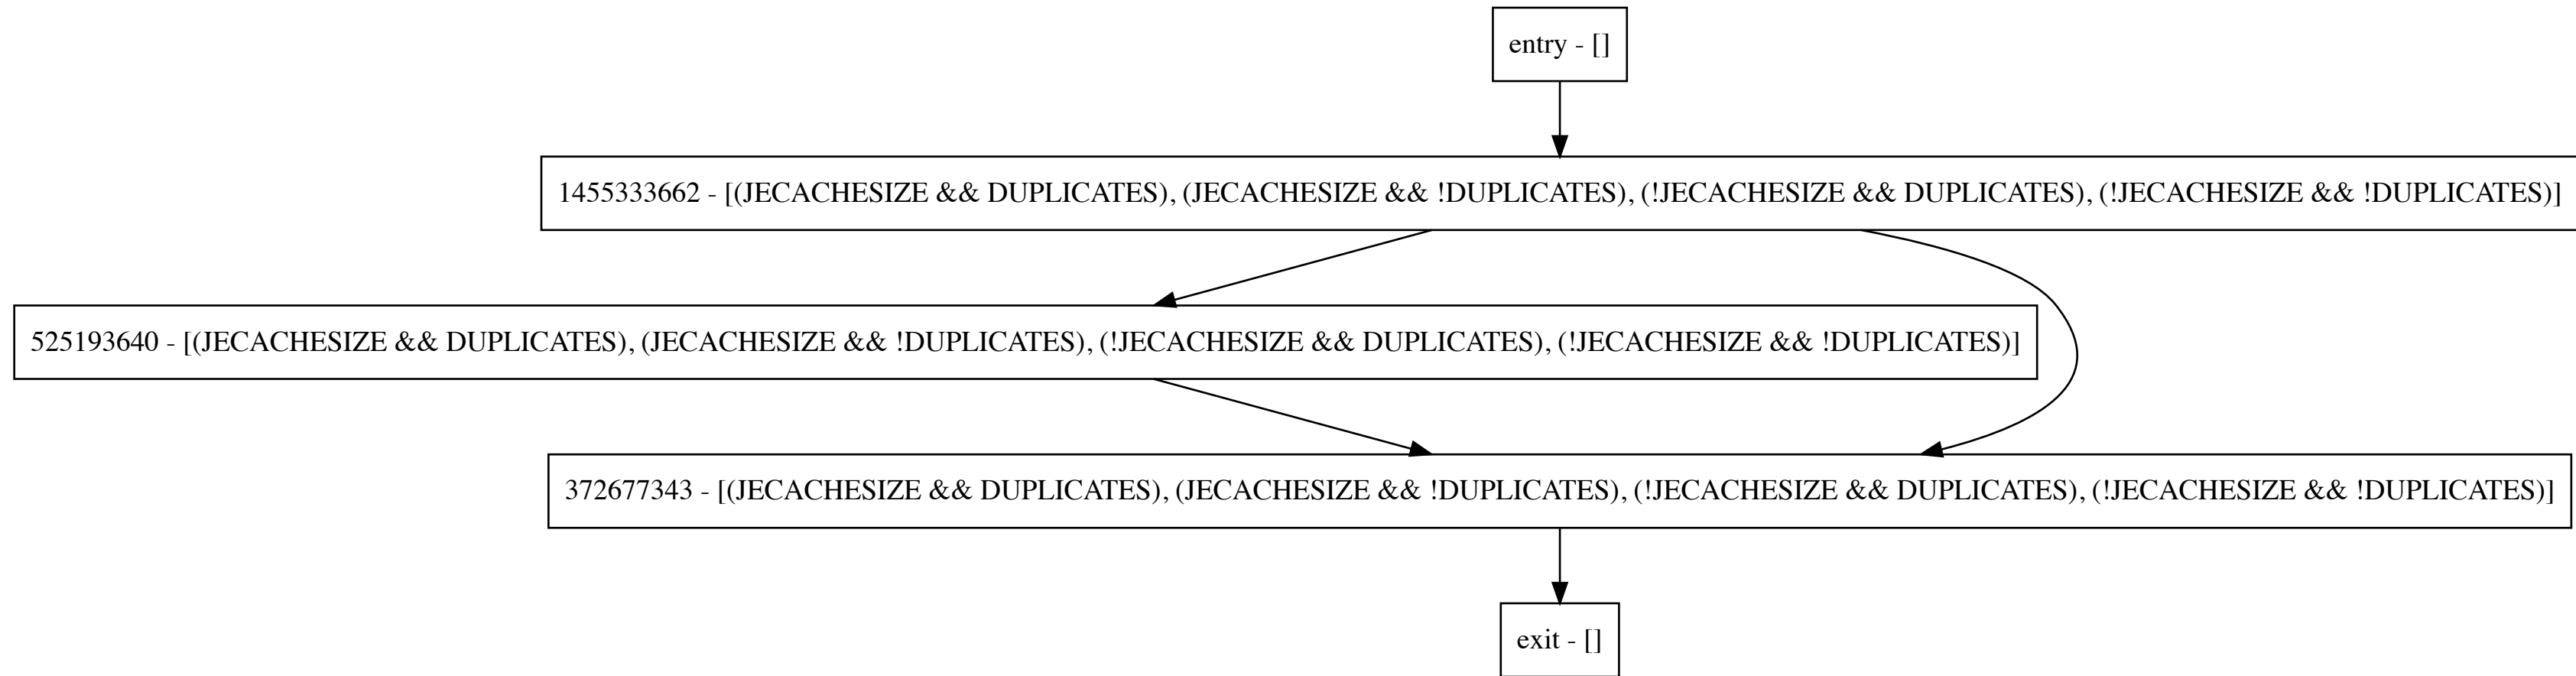 entry - []
1455333662 - [(JECACHESIZE && DUPLICATES), (JECACHESIZE && !DUPLICATES), (!JECACHESIZE && DUPLICATES), (!JECACHESIZE && !DUPLICATES)]
525193640 - [(JECACHESIZE && DUPLICATES), (JECACHESIZE && !DUPLICATES), (!JECACHESIZE && DUPLICATES), (!JECACHESIZE && !DUPLICATES)]
372677343 - [(JECACHESIZE && DUPLICATES), (JECACHESIZE && !DUPLICATES), (!JECACHESIZE && DUPLICATES), (!JECACHESIZE && !DUPLICATES)]
exit - []